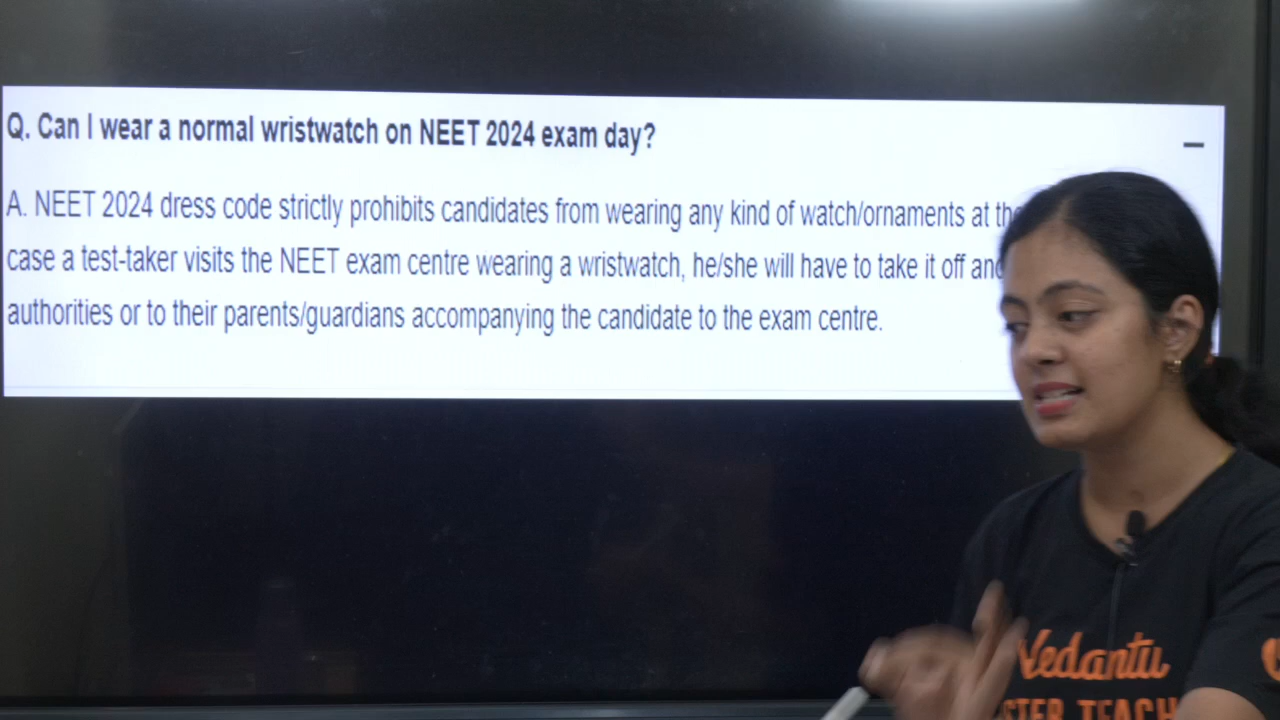 Q. Can I wear a normal wristwatch on NEET 2024 exam day?
A. NEET 2024 dress code strictly prohibits candidates from wearing any kind of watch/ornaments at
case a test-taker visits the NEET exam centre wearing a wristwatch, he/she will have to take it off
authorities or to their parents/guardians accompanying the candidate to the exam centre.
Vedantu